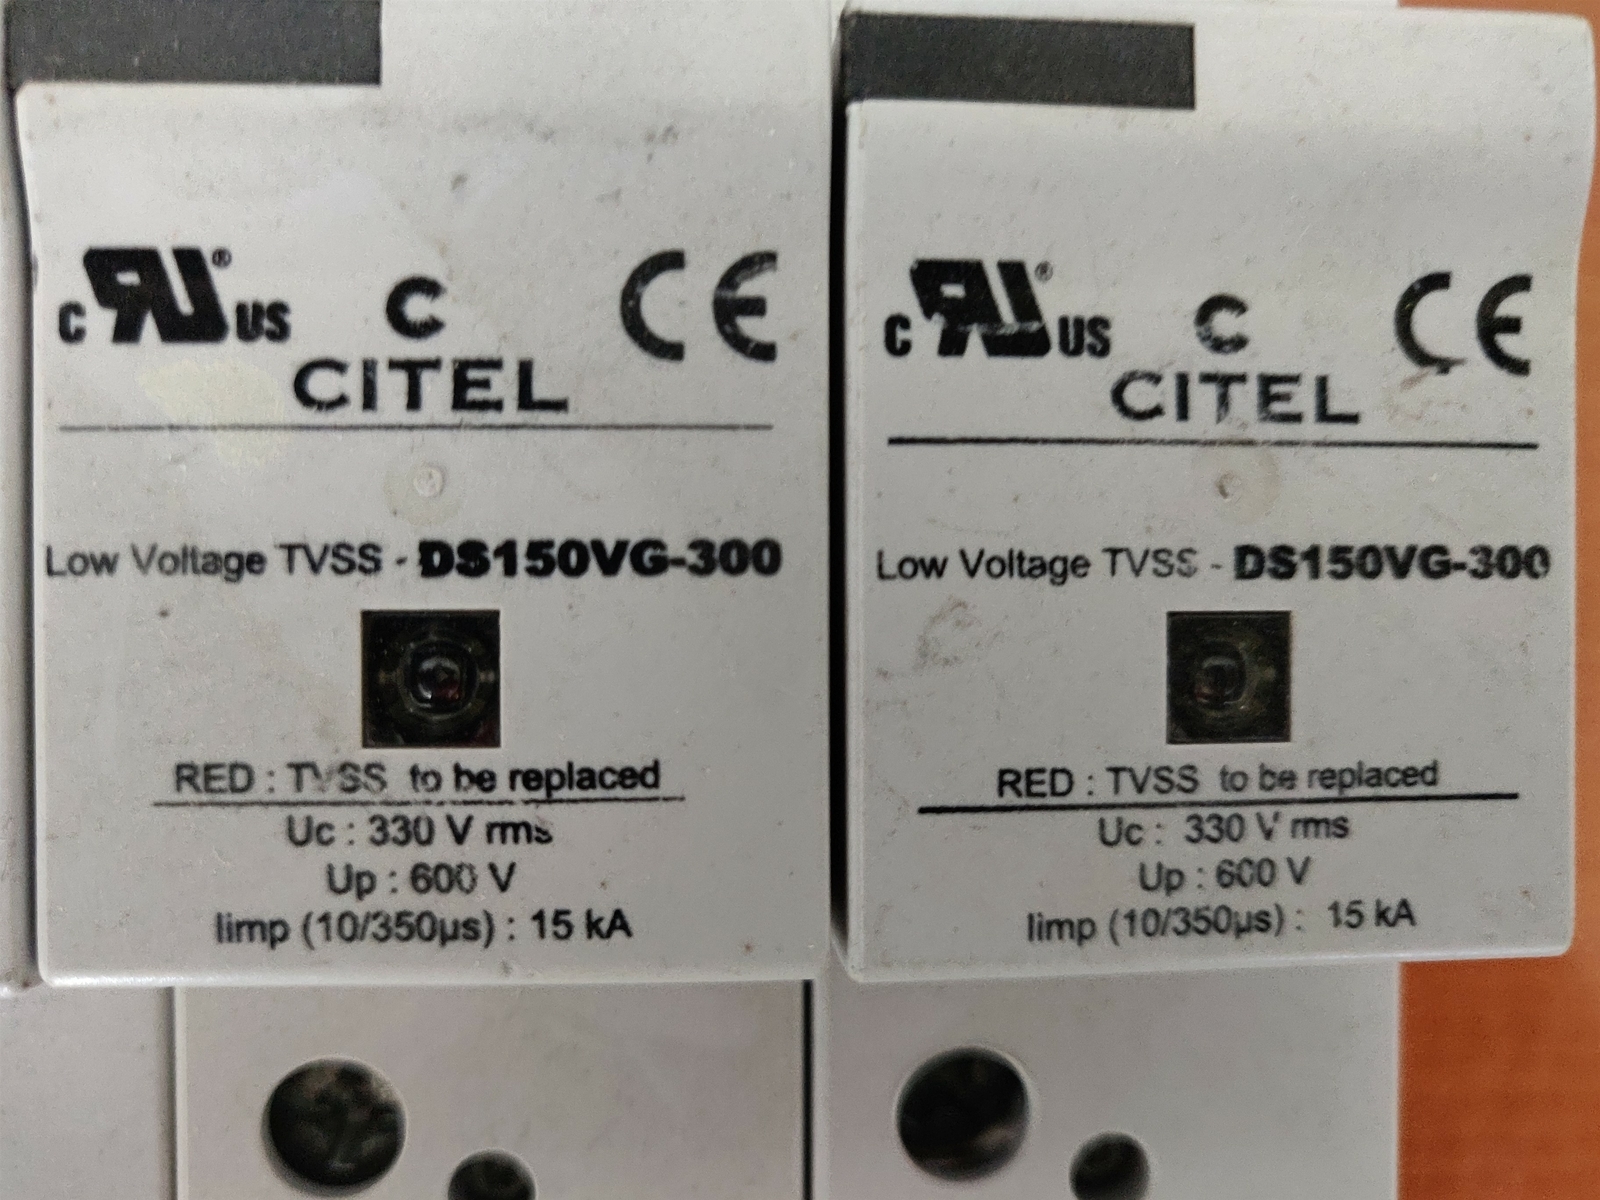 c RU® US C CE
CITEL
Low Voltage TVSS - DS150VG-300
RED : TVSS to be replaced
Uc : 330 V rms
Up : 600 V
Iimp (10/350µs) : 15 kA
c RU® US C CE
CITEL
Low Voltage TVSS - DS150VG-300
RED : TVSS to be replaced
Uc : 330 V rms
Up : 600 V
Iimp (10/350µs) : 15 kA